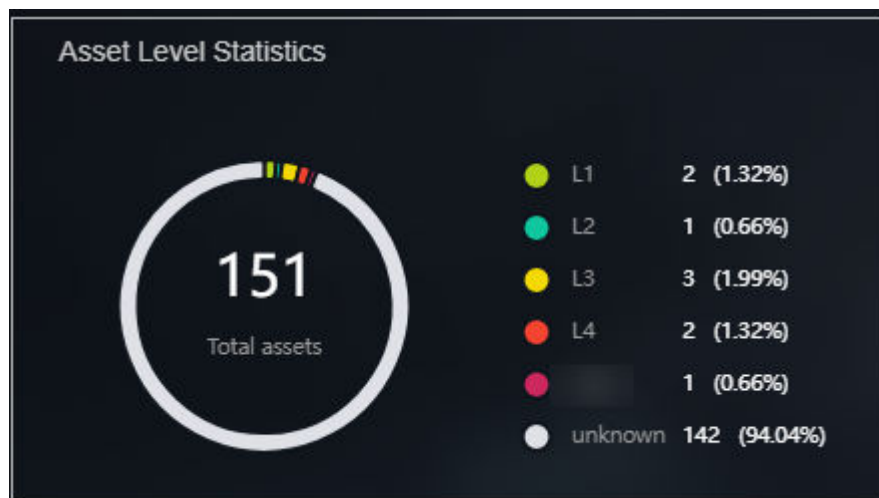 Asset Level Statistics
151
Total assets
L1 2 (1.32%)
L2 1 (0.66%)
L3 3 (1.99%)
L4 2 (1.32%)
1 (0.66%)
unknown 142 (94.04%)